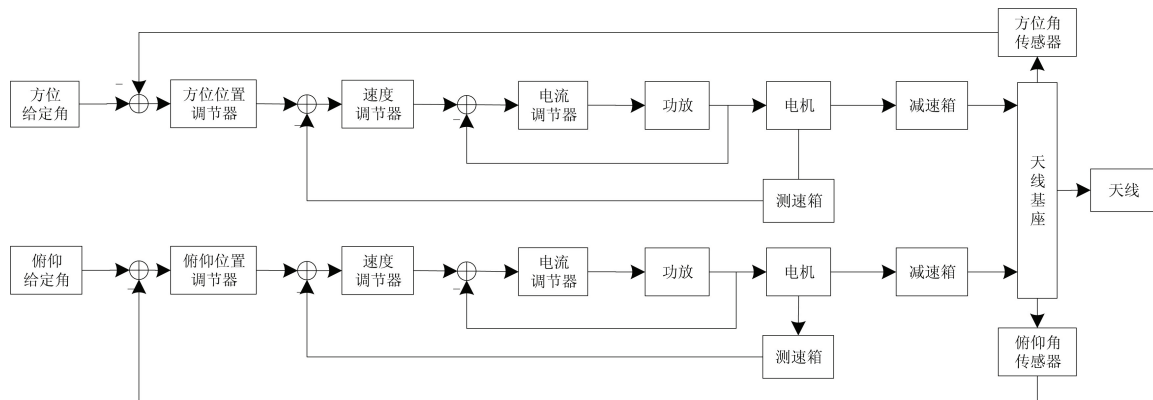 方位角
传感器
方位
给定角
方位位置
调节器
速度
调节器
电流
调节器
功放
电机
减速箱
测速箱
天线基座
天线
俯仰
给定角
俯仰位置
调节器
速度
调节器
电流
调节器
功放
电机
减速箱
测速箱
俯仰角
传感器